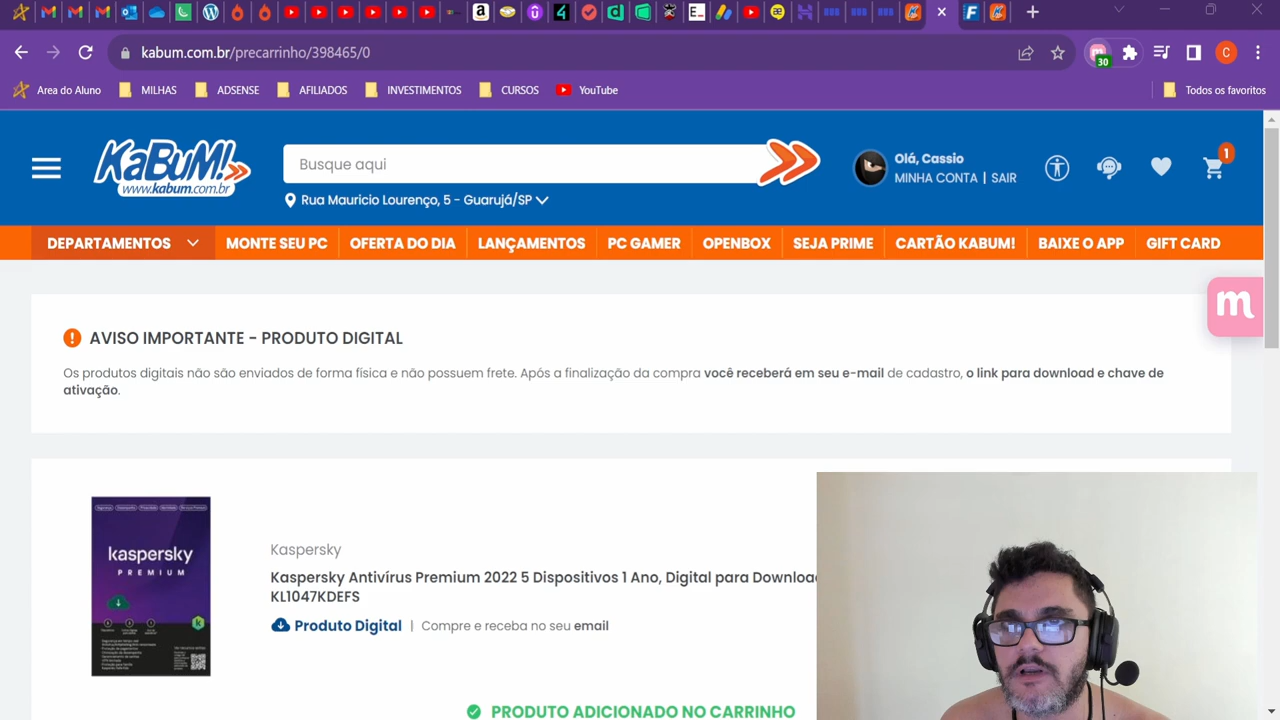 kabum.com.br/precarrinho/398465/0
30
C
Area do Aluno
MILHAS
ADSENSE
AFILIADOS
INVESTIMENTOS
CURSOS
YouTube
Todos os favoritos
KaBuM!
www.kabum.com.br
Busque aqui
Rua Mauricio Lourenço, 5 - Guarujá/SP
Olá, Cassio
MINHA CONTA | SAIR
1
DEPARTAMENTOS
MONTE SEU PC
OFERTA DO DIA
LANÇAMENTOS
PC GAMER
OPENBOX
SEJA PRIME
CARTÃO KABUM!
BAIXE O APP
GIFT CARD
m
AVISO IMPORTANTE - PRODUTO DIGITAL
Os produtos digitais não são enviados de forma física e não possuem frete. Após a finalização da compra você receberá em seu e-mail de cadastro, o link para download e chave de
ativação.
kaspersky
PREMIUM
Kaspersky
Kaspersky Antivírus Premium 2022 5 Dispositivos 1 Ano, Digital para Download
KL1047KDEFS
Produto Digital | Compre e receba no seu email
PRODUTO ADICIONADO NO CARRINHO